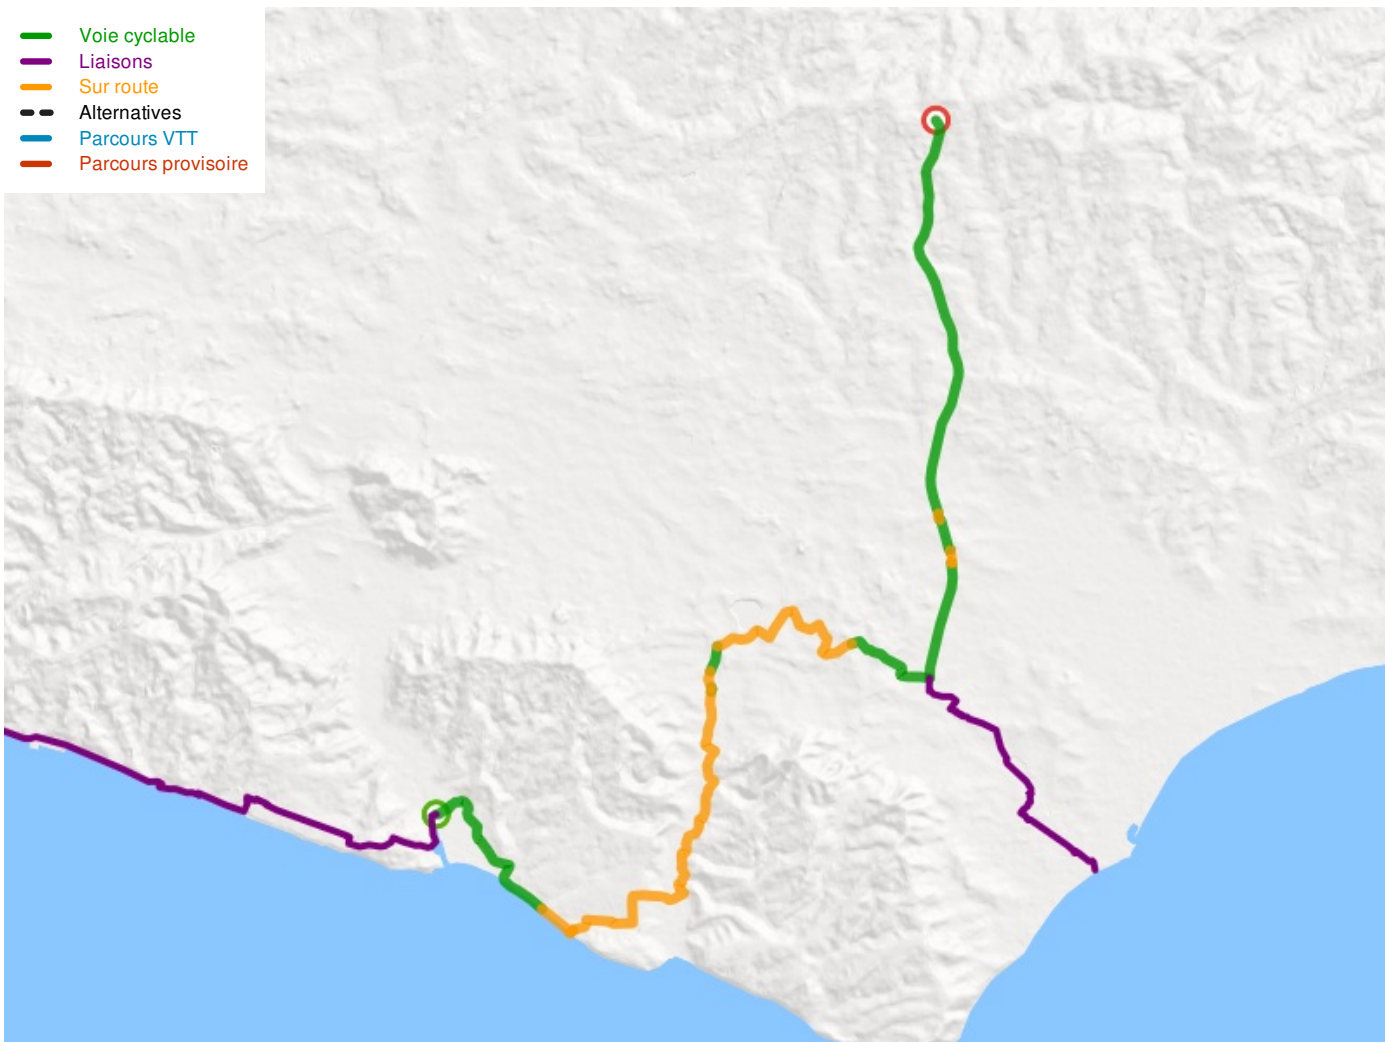 Voie cyclable
Liaisons
Sur route
Alternatives
Parcours VTT
Parcours provisoire